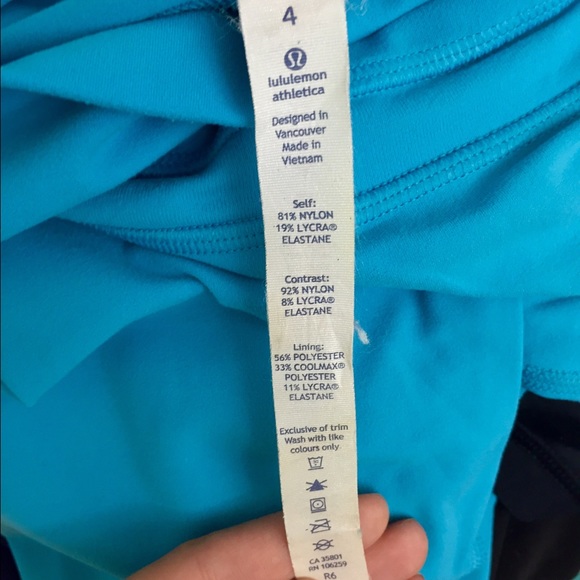 4
lululemon
athletica
Designed in
Vancouver
Made in
Vietnam
Self:
81% NYLON
19% LYCRA®
ELASTANE
Contrast:
92% NYLON
8% LYCRA®
ELASTANE
Lining:
56% POLYESTER
33% COOLMAX®
POLYESTER
11% LYCRA®
ELASTANE
Exclusive of trim
Wash with like
colours only
CA 35801
RN 106259
R6